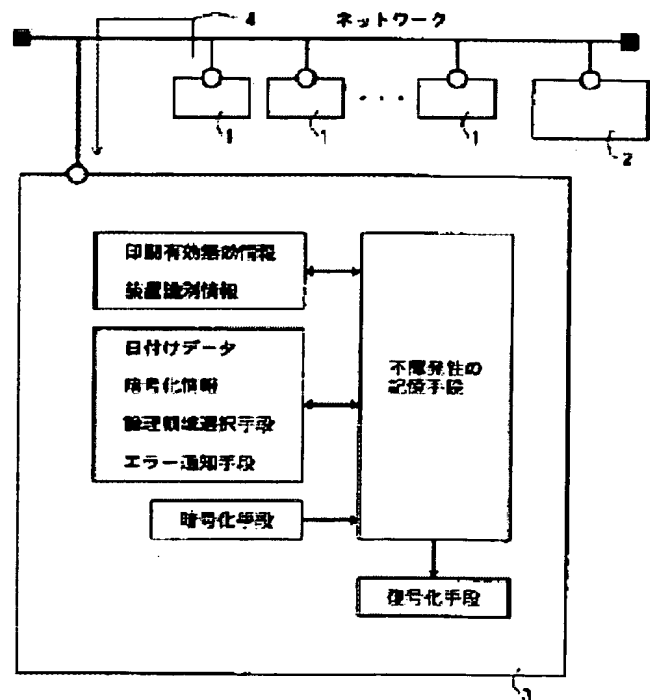 4 ネットワーク
1 1 ・・・ 1 2
印刷有効無効情報
装置識別情報
日付けデータ
暗号化情報
論理領域選択手段
エラー通知手段
不揮発性の
記憶手段
暗号化手段
復号化手段
3